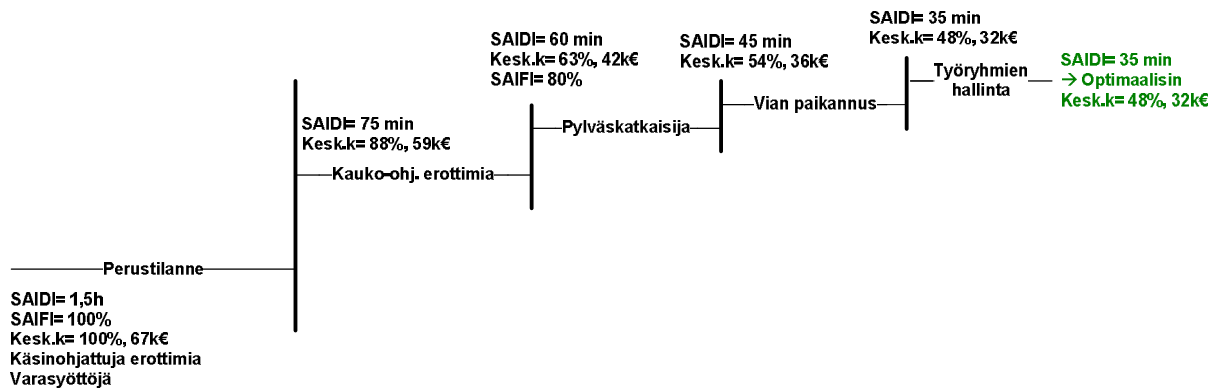 SAIDI= 35 min
Kesk.k= 48%, 32k€
SAIDI= 60 min
Kesk.k= 63%, 42k€
SAIFI= 80%
SAIDI= 45 min
Kesk.k= 54%, 36k€
Työryhmien
hallinta
SAIDI= 35 min
→ Optimaalisin
Kesk.k= 48%, 32k€
Vian paikannus
SAIDI= 75 min
Kesk.k= 88%, 59k€
Pylväskatkaisija
Kauko-ohj. erottimia
Perustilanne
SAIDI= 1,5h
SAIFI= 100%
Kesk.k= 100%, 67k€
Käsinohjattuja erottimia
Varasyöttöjä